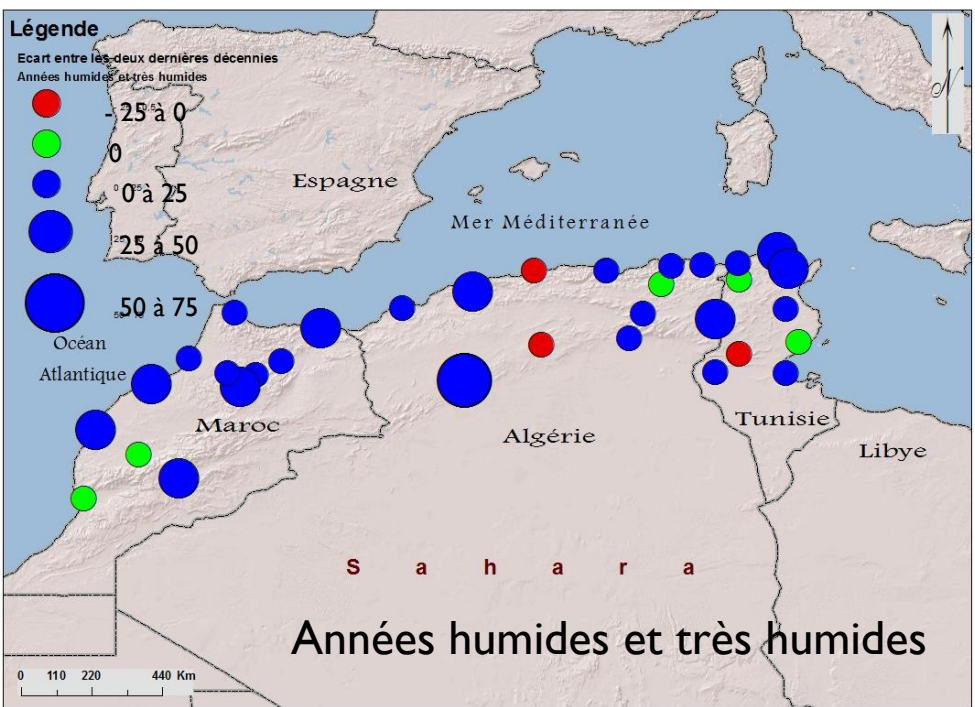 Légende
Ecart entre les deux dernières décennies
Années humides et très humides
- 25 à 0
0
0 à 25
25 à 50
50 à 75
Océan
Atlantique
Espagne
Mer Méditerranée
Maroc
Algérie
Tunisie
Libye
S a h a r a
Années humides et très humides
0 110 220 440 Km
N